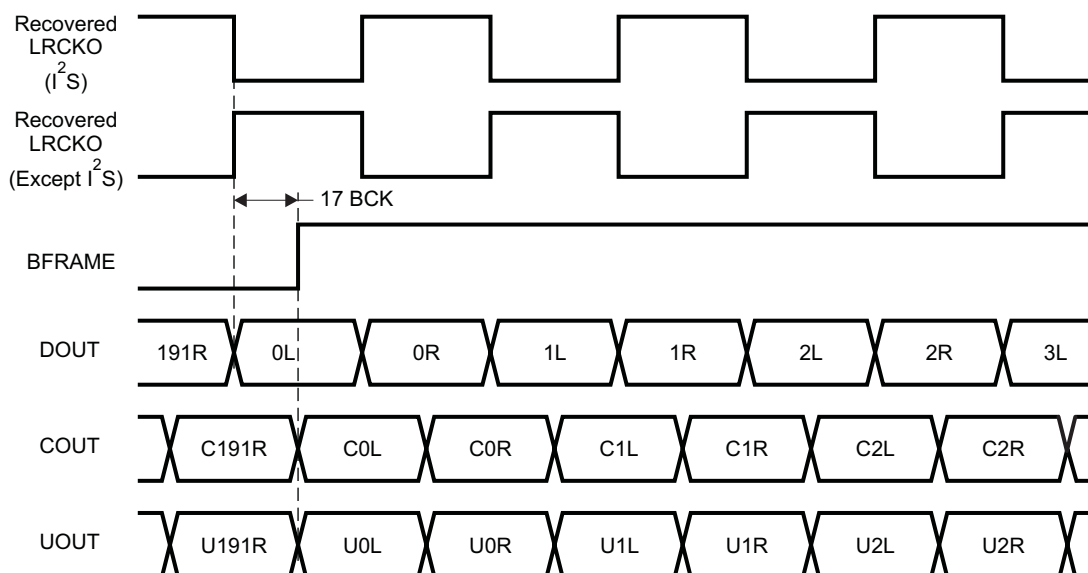 Recovered
LRCKO
(I²S)
Recovered
LRCKO
(Except I²S)
17 BCK
BFRAME
DOUT 191R 0L 0R 1L 1R 2L 2R 3L
COUT C191R C0L C0R C1L C1R C2L C2R
UOUT U191R U0L U0R U1L U1R U2L U2R